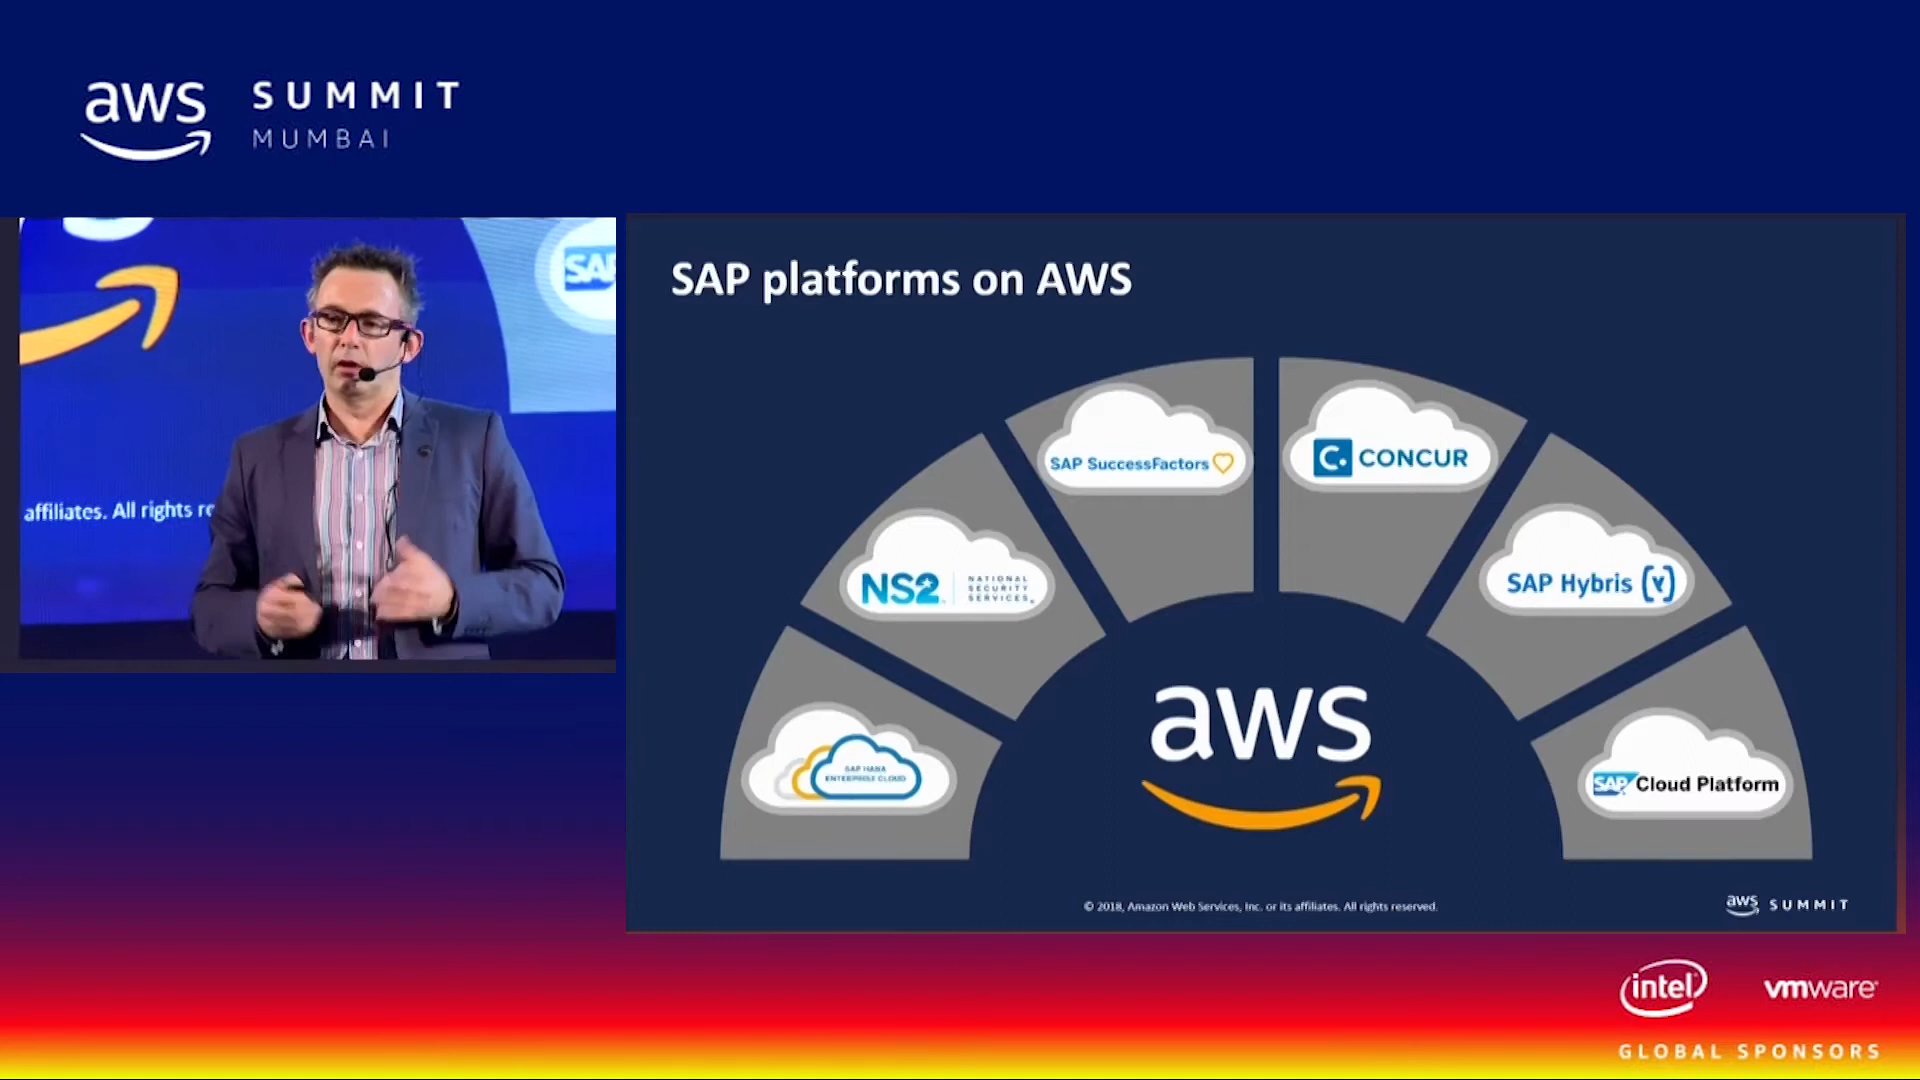 aws
SUMMIT
MUMBAI
SAP
affiliates. All rights re
SAP platforms on AWS
SAP SuccessFactors
C. CONCUR
NS2
NATIONAL
SECURITY
SERVICES
SAP Hybris (Y)
SAP HANA
ENTERPRISE CLOUD
aws
SAP Cloud Platform
© 2018, Amazon Web Services, Inc. or its affiliates. All rights reserved.
aws SUMMIT
intel
vmware
GLOBAL SPONSORS